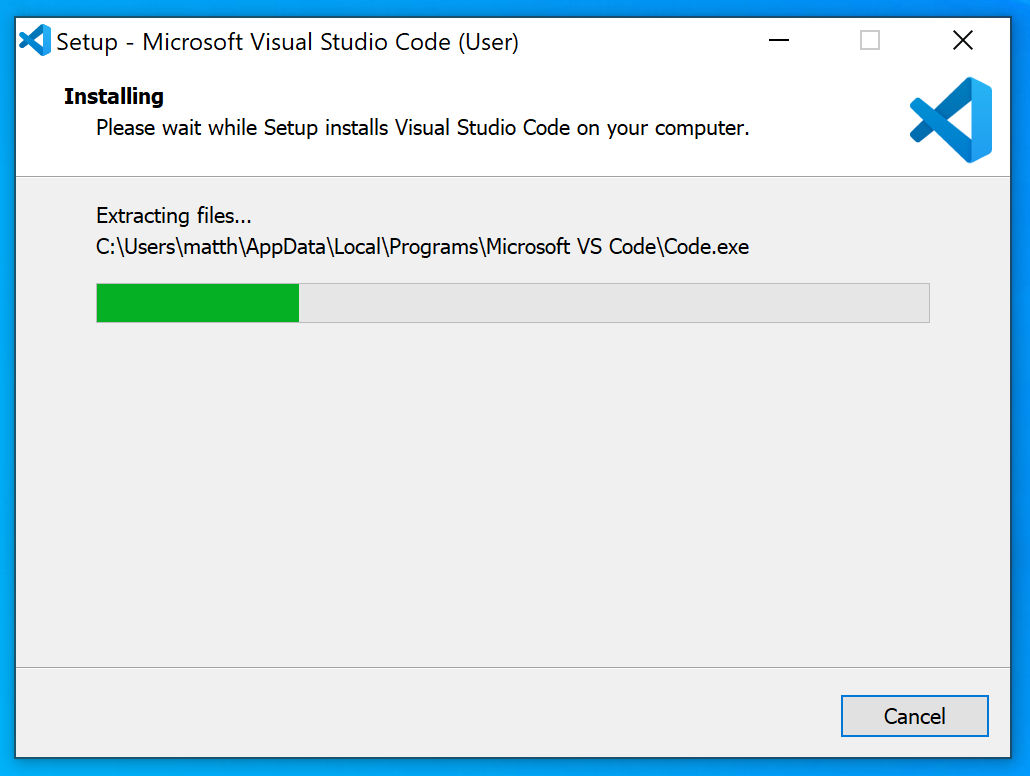 Setup - Microsoft Visual Studio Code (User)
Installing
Please wait while Setup installs Visual Studio Code on your computer.
Extracting files...
C:\Users\matth\AppData\Local\Programs\Microsoft VS Code\Code.exe
Cancel